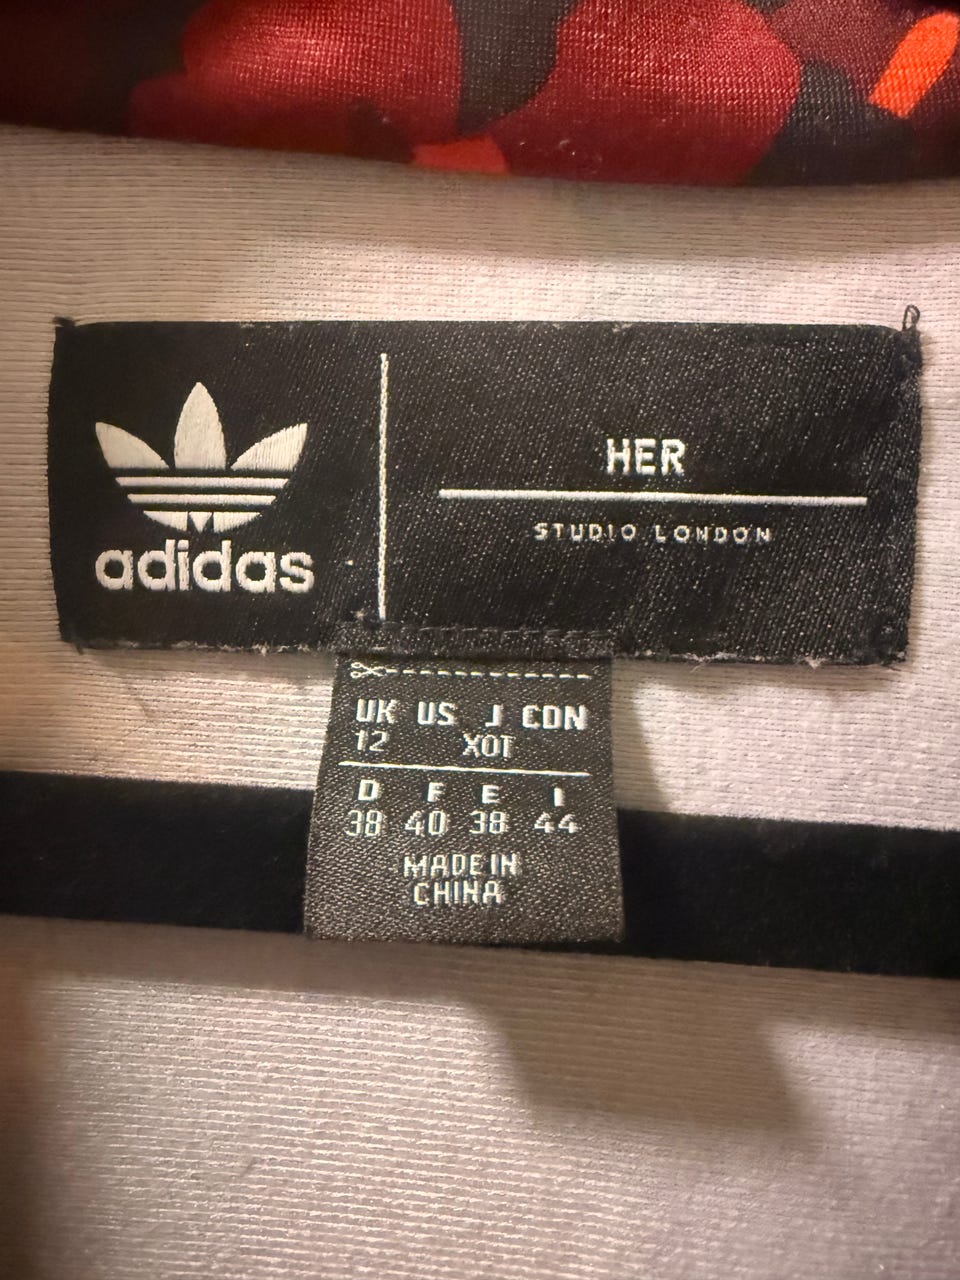 adidas
HER
STUDIO LONDON
UK US J CDN
12 XOT
D F E I
38 40 38 44
MADE IN
CHINA